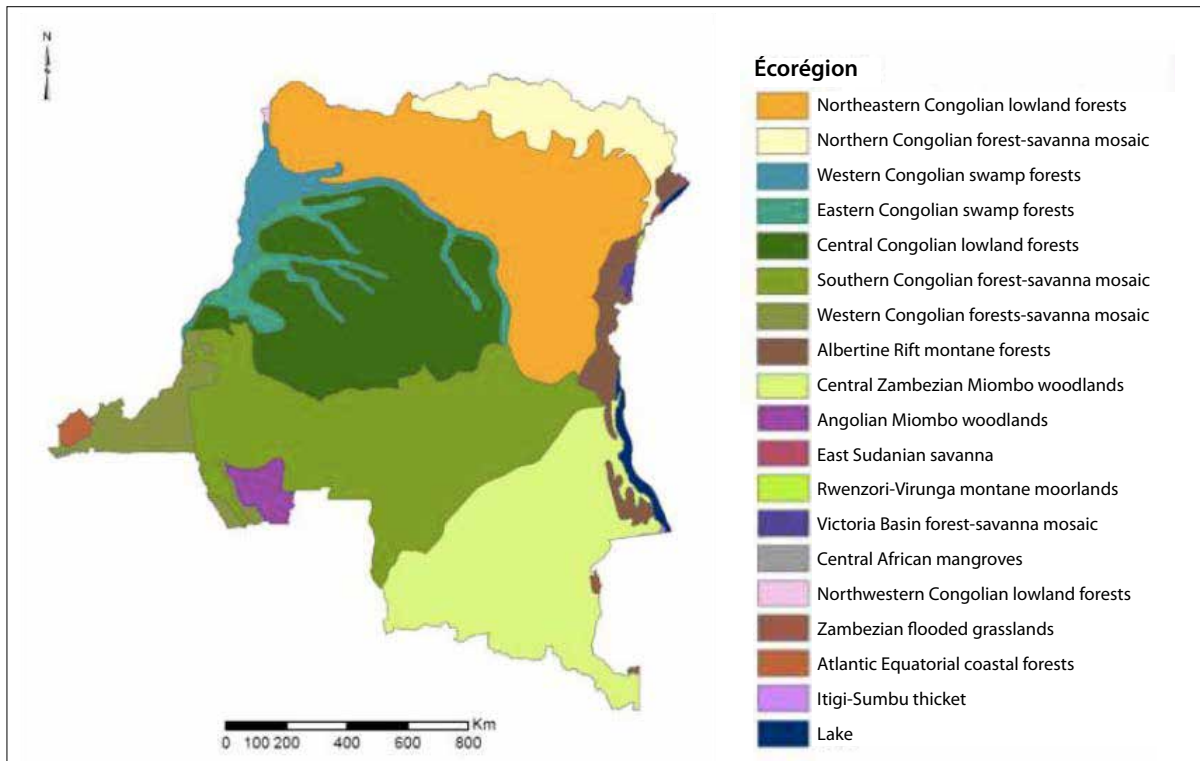 N
Écorégion
Northeastern Congolian lowland forests
Northern Congolian forest-savanna mosaic
Western Congolian swamp forests
Eastern Congolian swamp forests
Central Congolian lowland forests
Southern Congolian forest-savanna mosaic
Western Congolian forests-savanna mosaic
Albertine Rift montane forests
Central Zambezian Miombo woodlands
Angolian Miombo woodlands
East Sudanian savanna
Rwenzori-Virunga montane moorlands
Victoria Basin forest-savanna mosaic
Central African mangroves
Northwestern Congolian lowland forests
Zambezian flooded grasslands
Atlantic Equatorial coastal forests
Itigi-Sumbu thicket
Lake
Km
0 100 200 400 600 800